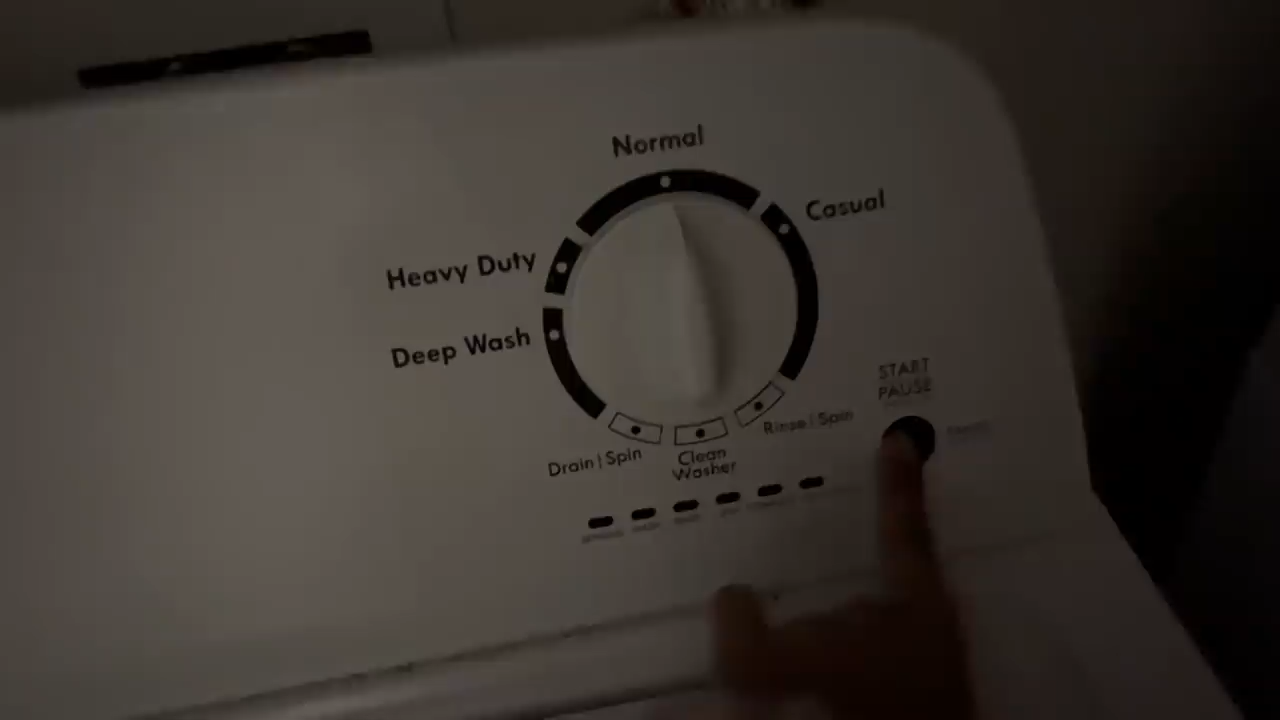 Normal
Casual
Heavy Duty
Deep Wash
START
PAUSE
Rinse | Spin
Drain | Spin
Clean
Washer